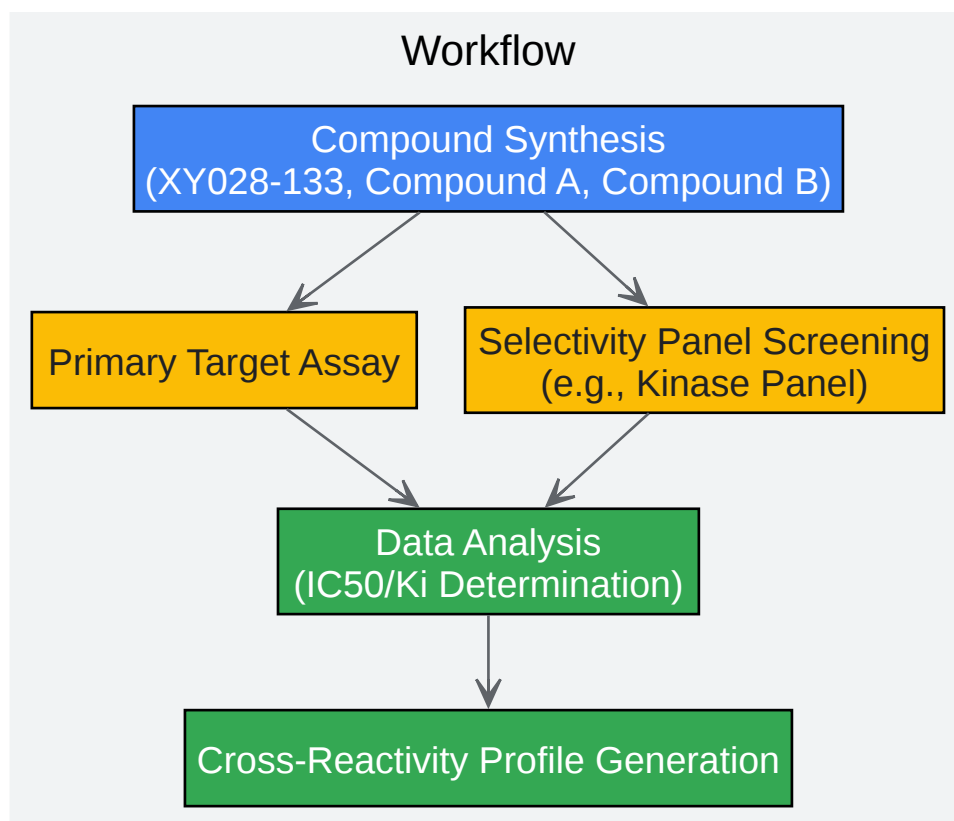 Workflow
Compound Synthesis
(XY028-133, Compound A, Compound B)
Primary Target Assay
Selectivity Panel Screening
(e.g., Kinase Panel)
Data Analysis
(IC50/Ki Determination)
Cross-Reactivity Profile Generation